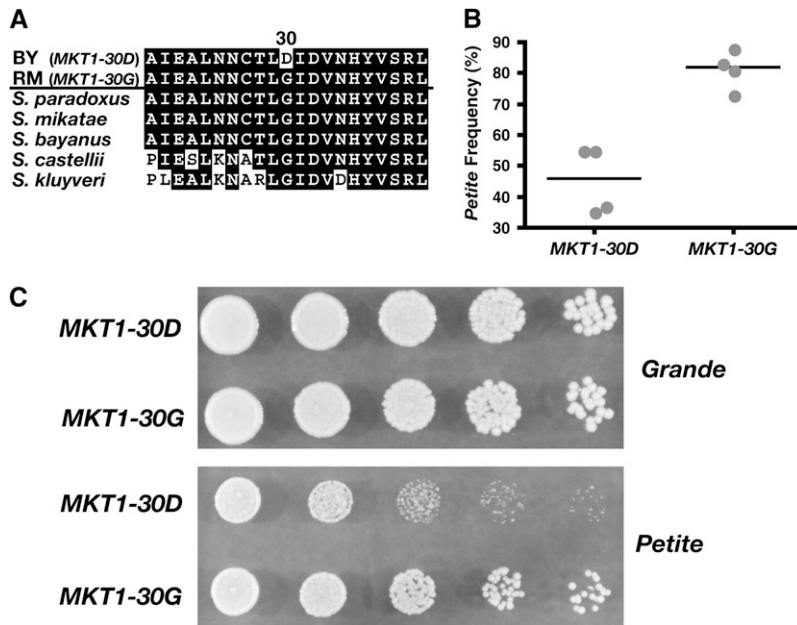 A
30
BY (MKT1-30D) AIEALNNCTLDIDVNHYVSRL
RM (MKT1-30G) AIEALNNCTLGIDVNHYVSRL
S. paradoxus AIEALNNCTLGIDVNHYVSRL
S. mikatae AIEALNNCTLGIDVNHYVSRL
S. bayanus AIEALNNCTLGIDVNHYVSRL
S. castellii PIESLKNATLGIDVNHYVSRL
S. kluyveri PLEALKNARLGIDVDHYVSRL
B
Petite Frequency (%)
90
80
70
60
50
40
30
MKT1-30D MKT1-30G
C
MKT1-30D
MKT1-30G
Grande
MKT1-30D
MKT1-30G
Petite